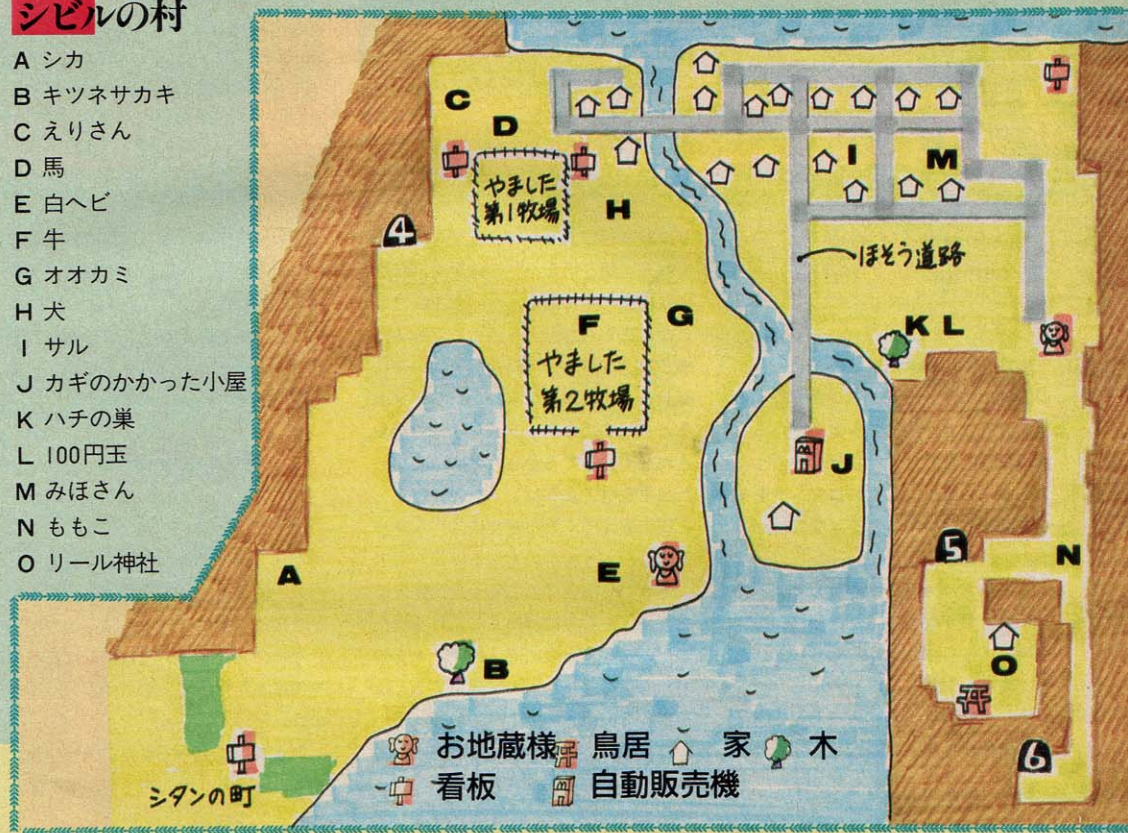 シビルの村
A シカ
B キツネサカキ
C えりさん
D 馬
E 白ヘビ
F 牛
G オオカミ
H 犬
I サル
J カギのかかった小屋
K ハチの巣
L 100円玉
M みほさん
N ももこ
O リール神社
C
D
やました
第1牧場
H
I
M
4
ほそう道路
F
G
やました
第2牧場
K L
J
A
E
5
N
B
O
6
シタンの町
お地蔵様 鳥居 家 木
看板 自動販売機